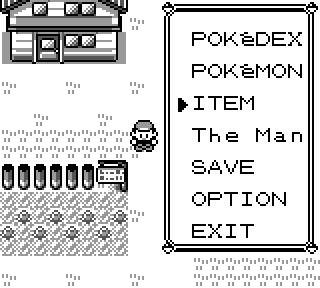 POKéDEX
POKéMON
ITEM
The Man
SAVE
OPTION
EXIT